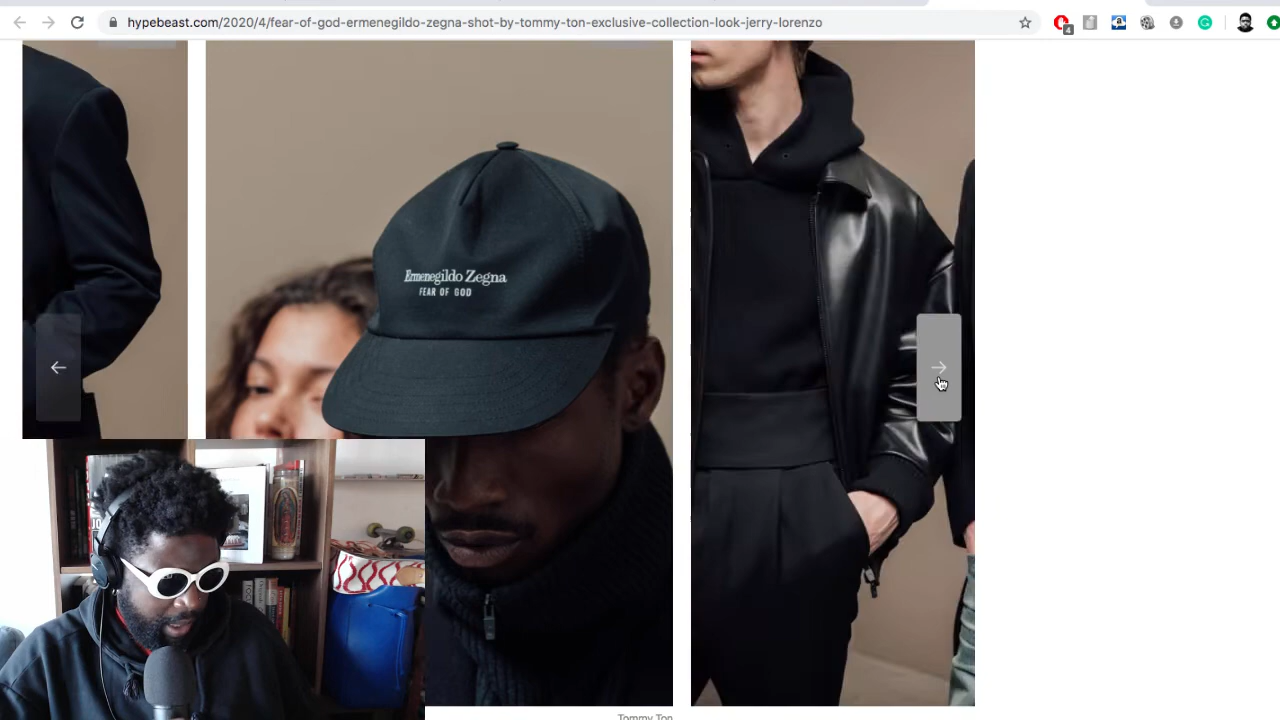 hypebeast.com/2020/4/fear-of-god-ermenegildo-zegna-shot-by-tommy-ton-exclusive-collection-look-jerry-lorenzo
4
Ermenegildo Zegna
FEAR OF GOD
Tommy Ton